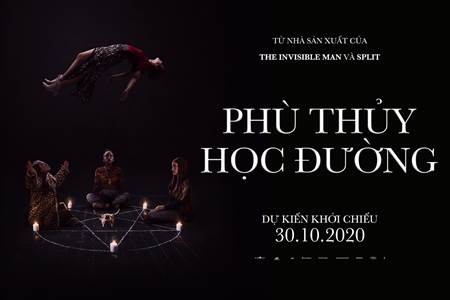 TỪ NHÀ SẢN XUẤT CỦA
THE INVISIBLE MAN VÀ SPLIT
PHÙ THỦY
HỌC ĐƯỜNG
DỰ KIẾN KHỞI CHIẾU
30.10.2020